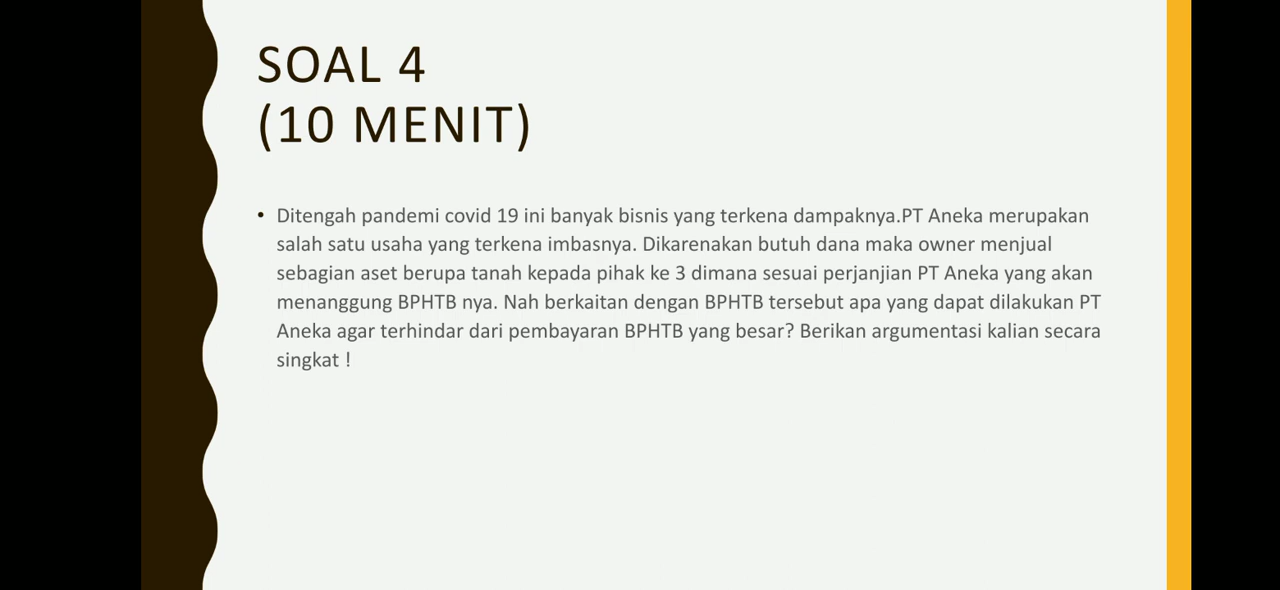 SOAL 4
(10 MENIT)
• Ditengah pandemi covid 19 ini banyak bisnis yang terkena dampaknya.PT Aneka merupakan
salah satu usaha yang terkena imbasnya. Dikarenakan butuh dana maka owner menjual
sebagian aset berupa tanah kepada pihak ke 3 dimana sesuai perjanjian PT Aneka yang akan
menanggung BPHTB nya. Nah berkaitan dengan BPHTB tersebut apa yang dapat dilakukan PT
Aneka agar terhindar dari pembayaran BPHTB yang besar? Berikan argumentasi kalian secara
singkat !